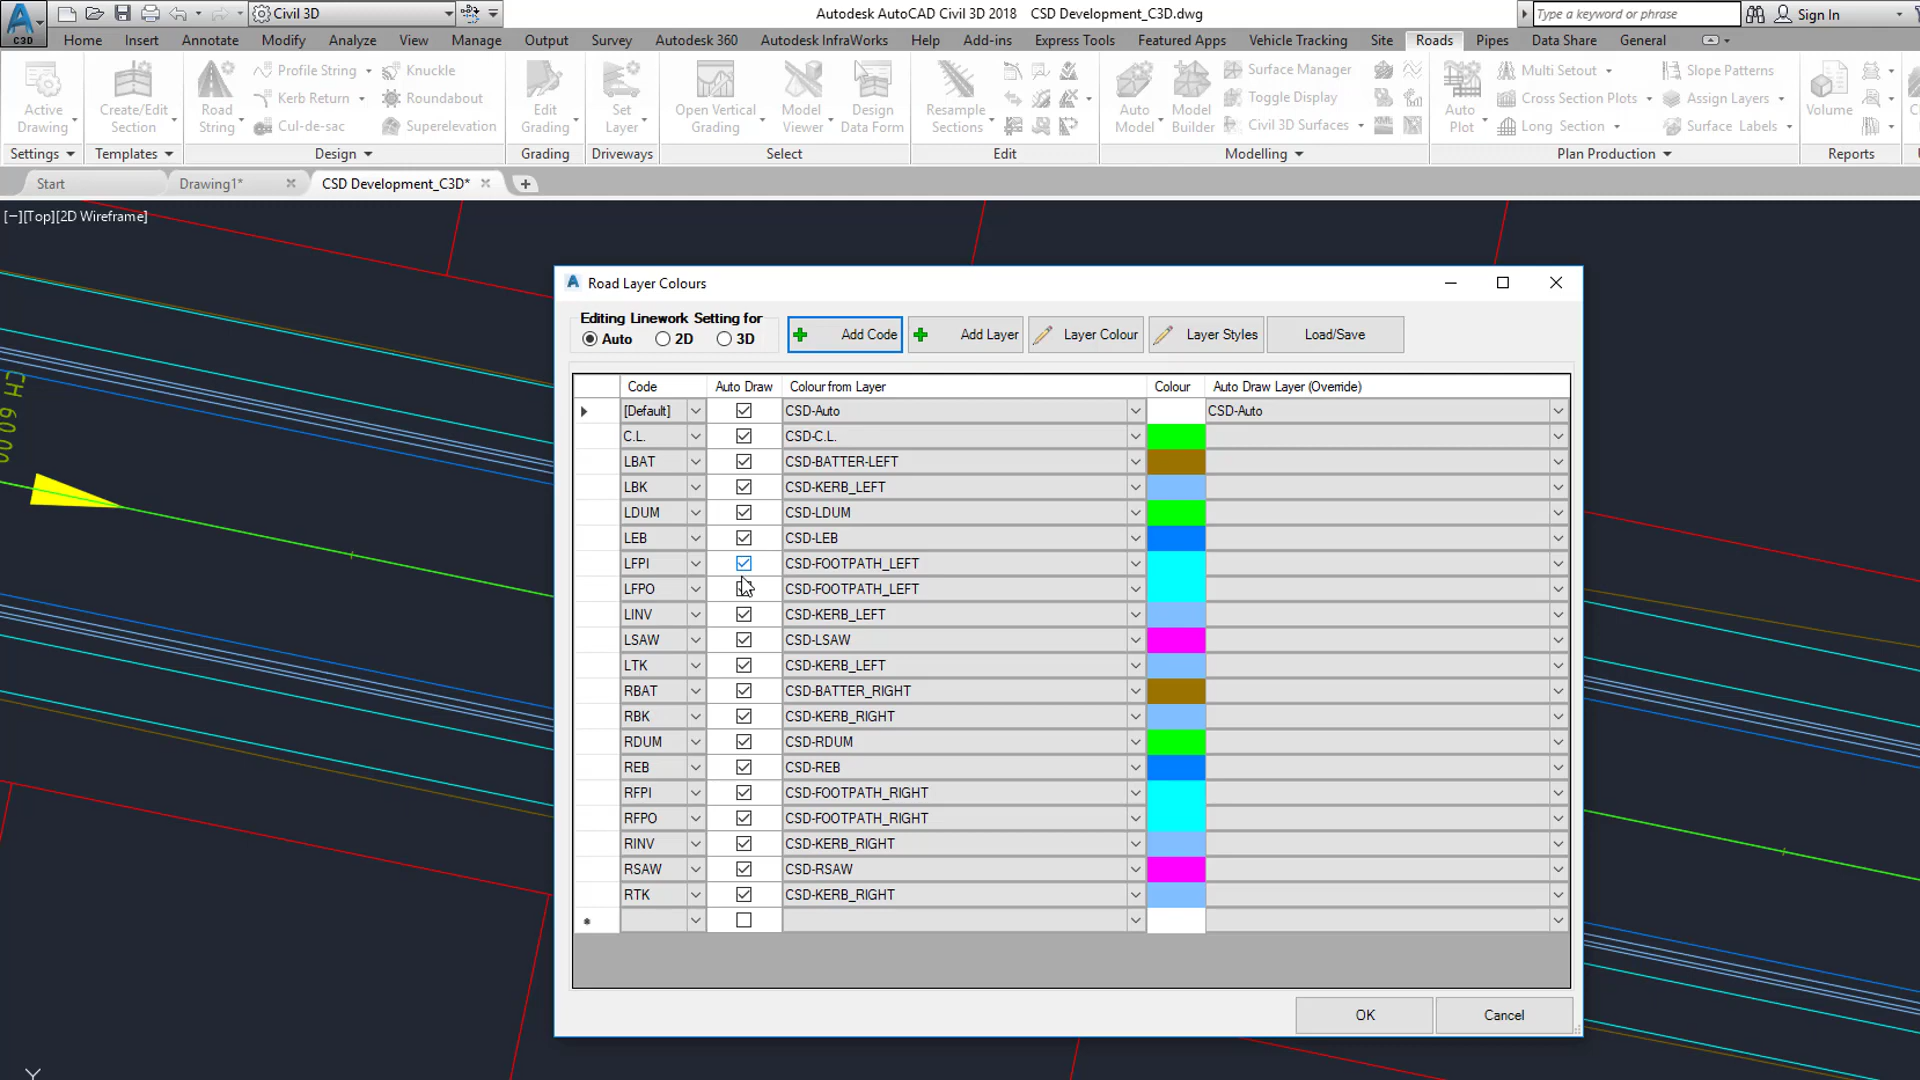 Civil 3D
Autodesk AutoCAD Civil 3D 2018 CSD Development_C3D.dwg
Type a keyword or phrase
Sign In
C3D
Home Insert Annotate Modify Analyze View Manage Output Survey Autodesk 360 Autodesk InfraWorks Help Add-ins Express Tools Featured Apps Vehicle Tracking Site Roads Pipes Data Share General
Active Drawing
Create/Edit Section
Road String
Profile String
Kerb Return
Cul-de-sac
Knuckle
Roundabout
Superelevation
Edit Grading
Set Layer
Open Vertical Grading
Model Viewer
Design Data Form
Resample Sections
Auto Model
Model Builder
Surface Manager
Toggle Display
Civil 3D Surfaces
Auto Plot
Multi Setout
Cross Section Plots
Long Section
Slope Patterns
Assign Layers
Surface Labels
Volume
Settings Templates Design Grading Driveways Select Edit Modelling Plan Production Reports
Start Drawing1* CSD Development_C3D*
[−][Top][2D Wireframe]
Road Layer Colours
Editing Linework Setting for
Auto 2D 3D
Add Code Add Layer Layer Colour Layer Styles Load/Save
Code Auto Draw Colour from Layer Colour Auto Draw Layer (Override)
[Default] CSD-Auto CSD-Auto
C.L. CSD-C.L.
LBAT CSD-BATTER-LEFT
LBK CSD-KERB_LEFT
LDUM CSD-LDUM
LEB CSD-LEB
LFPI CSD-FOOTPATH_LEFT
LFPO CSD-FOOTPATH_LEFT
LINV CSD-KERB_LEFT
LSAW CSD-LSAW
LTK CSD-KERB_LEFT
RBAT CSD-BATTER_RIGHT
RBK CSD-KERB_RIGHT
RDUM CSD-RDUM
REB CSD-REB
RFPI CSD-FOOTPATH_RIGHT
RFPO CSD-FOOTPATH_RIGHT
RINV CSD-KERB_RIGHT
RSAW CSD-RSAW
RTK CSD-KERB_RIGHT
OK Cancel
Y